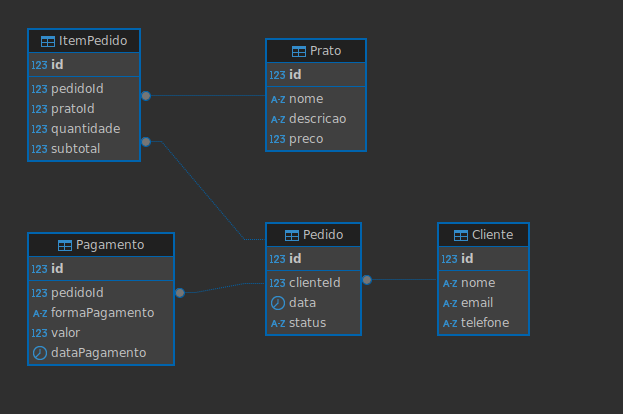 ItemPedido
123 id
123 pedidoId
123 pratoId
123 quantidade
123 subtotal
Prato
123 id
A-Z nome
A-Z descricao
123 preco
Pagamento
123 id
123 pedidoId
A-Z formaPagamento
123 valor
dataPagamento
Pedido
123 id
123 clienteId
data
A-Z status
Cliente
123 id
A-Z nome
A-Z email
A-Z telefone